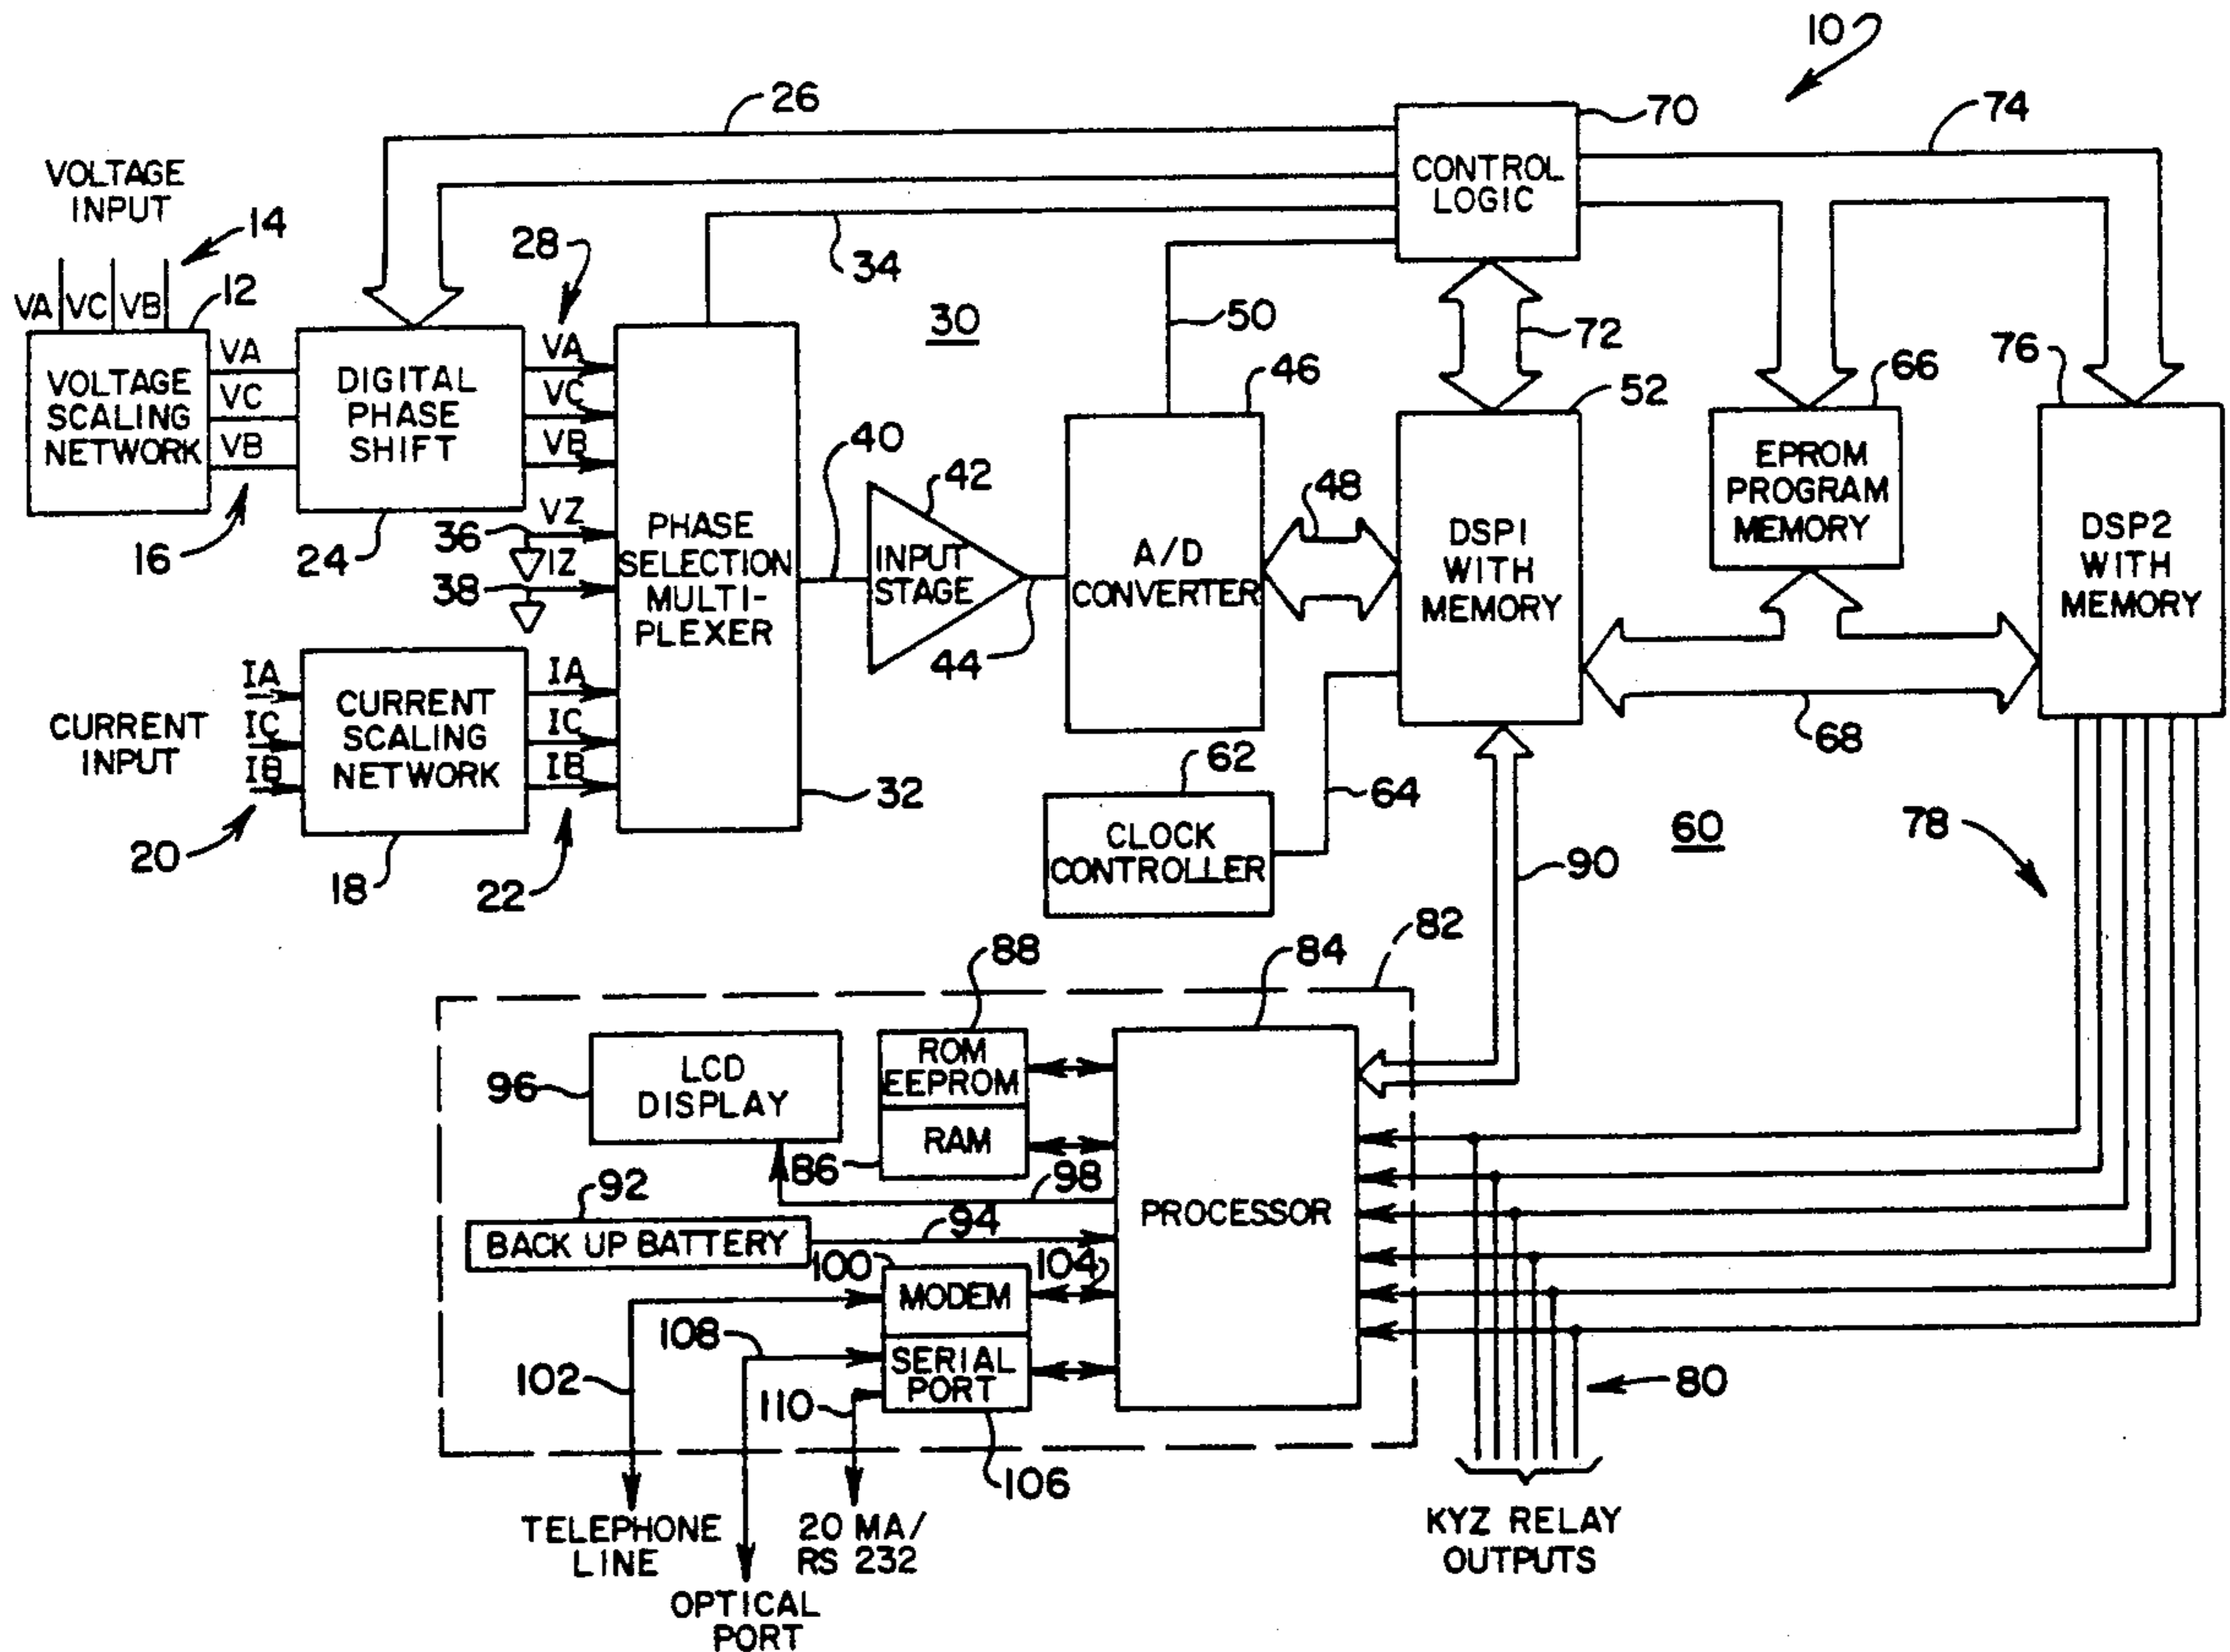 10
26
70
74
VOLTAGE
INPUT
14
28
CONTROL
LOGIC
34
VA
VC
VB
12
30
50
72
VOLTAGE
SCALING
NETWORK
VA
VC
VB
DIGITAL
PHASE
SHIFT
VA
VC
VB
46
52
66
76
16
24
36
VZ
38
IZ
PHASE
SELECTION
MULTI-
PLEXER
40
42
INPUT
STAGE
44
A/D
CONVERTER
48
DSP1
WITH
MEMORY
EPROM
PROGRAM
MEMORY
DSP2
WITH
MEMORY
68
CURRENT
INPUT
IA
IC
IB
CURRENT
SCALING
NETWORK
IA
IC
IB
20
18
22
32
62
64
CLOCK
CONTROLLER
60
90
78
82
88
84
96
LCD
DISPLAY
ROM
EEPROM
RAM
86
98
PROCESSOR
92
BACK UP BATTERY
94
100
MODEM
104
108
SERIAL
PORT
102
110
106
80
TELEPHONE
LINE
20 MA/
RS 232
OPTICAL
PORT
KYZ RELAY
OUTPUTS